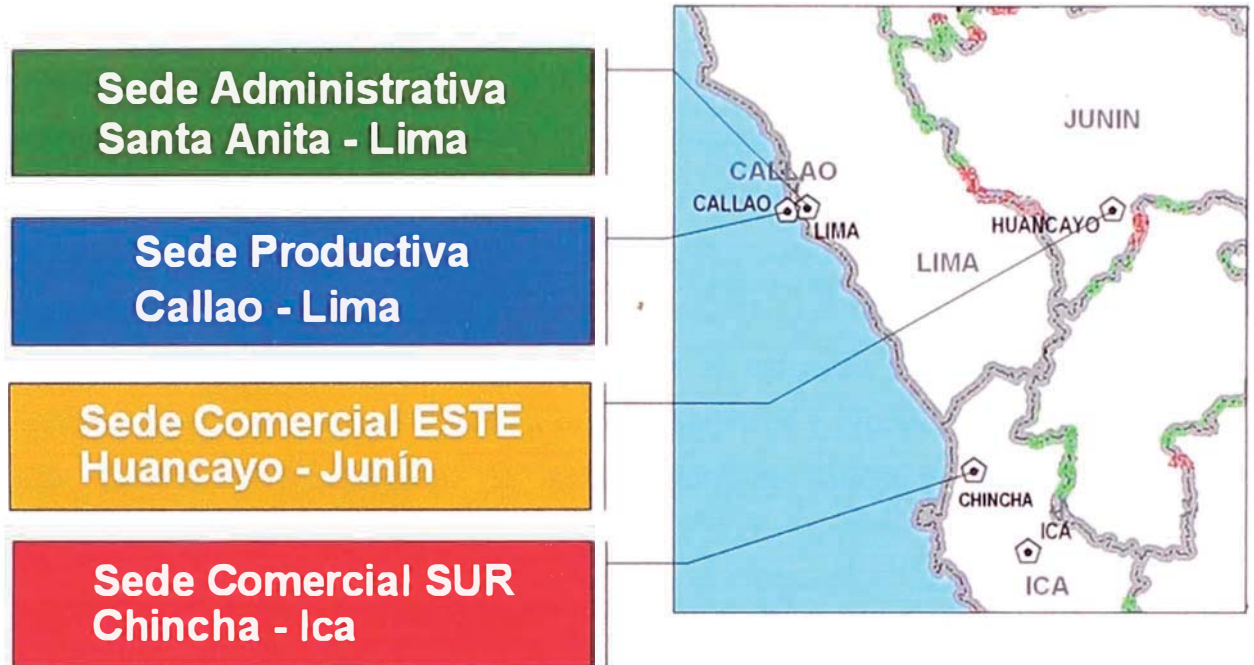 Sede Administrativa
Santa Anita - Lima
Sede Productiva
Callao - Lima
Sede Comercial ESTE
Huancayo - Junín
Sede Comercial SUR
Chincha - Ica
JUNIN
CALLAO
CALLAO
LIMA
HUANCAYO
LIMA
CHINCHA
ICA
ICA